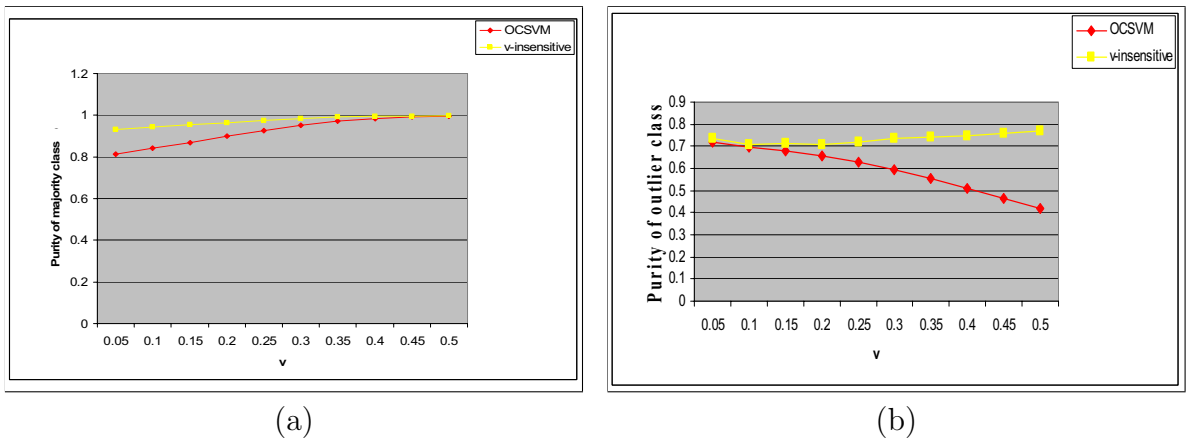 OCSVM
v-insensitive
1.2
1
0.8
0.6
0.4
0.2
0
Purity of majority class
0.05 0.1 0.15 0.2 0.25 0.3 0.35 0.4 0.45 0.5
v
(a)
OCSVM
v-insensitive
0.9
0.8
0.7
0.6
0.5
0.4
0.3
0.2
0.1
0
Purity of outlier class
0.05 0.1 0.15 0.2 0.25 0.3 0.35 0.4 0.45 0.5
v
(b)